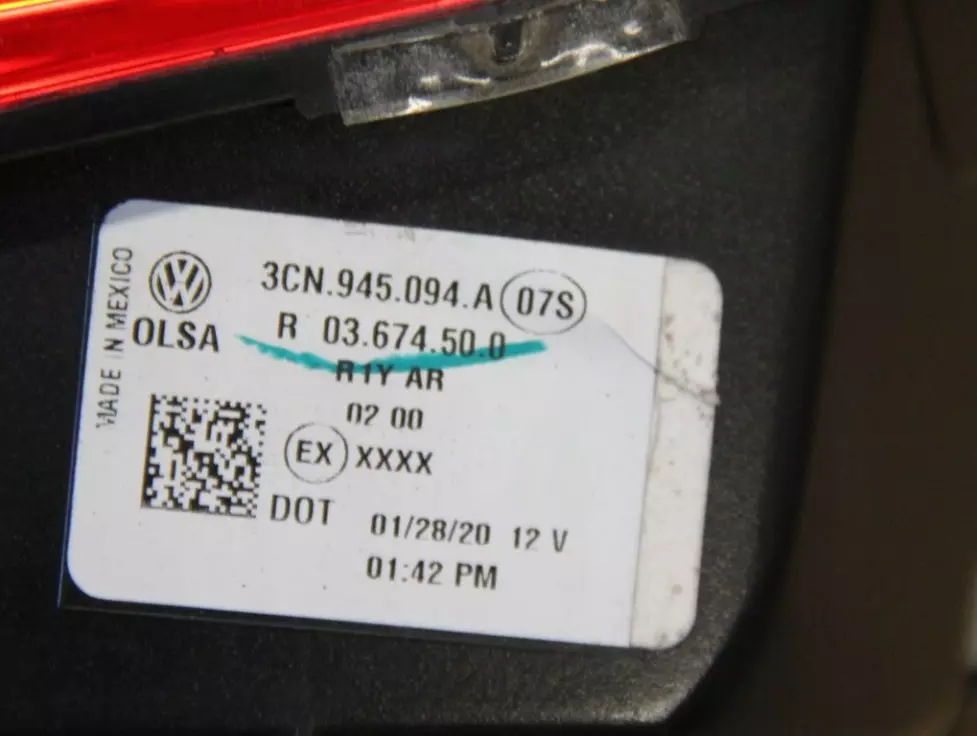 MADE IN MEXICO
OLSA
3CN.945.094.A 07S
R 03.674.50.0
R1Y AR
02 00
EX XXXX
DOT 01/28/20 12 V
01:42 PM